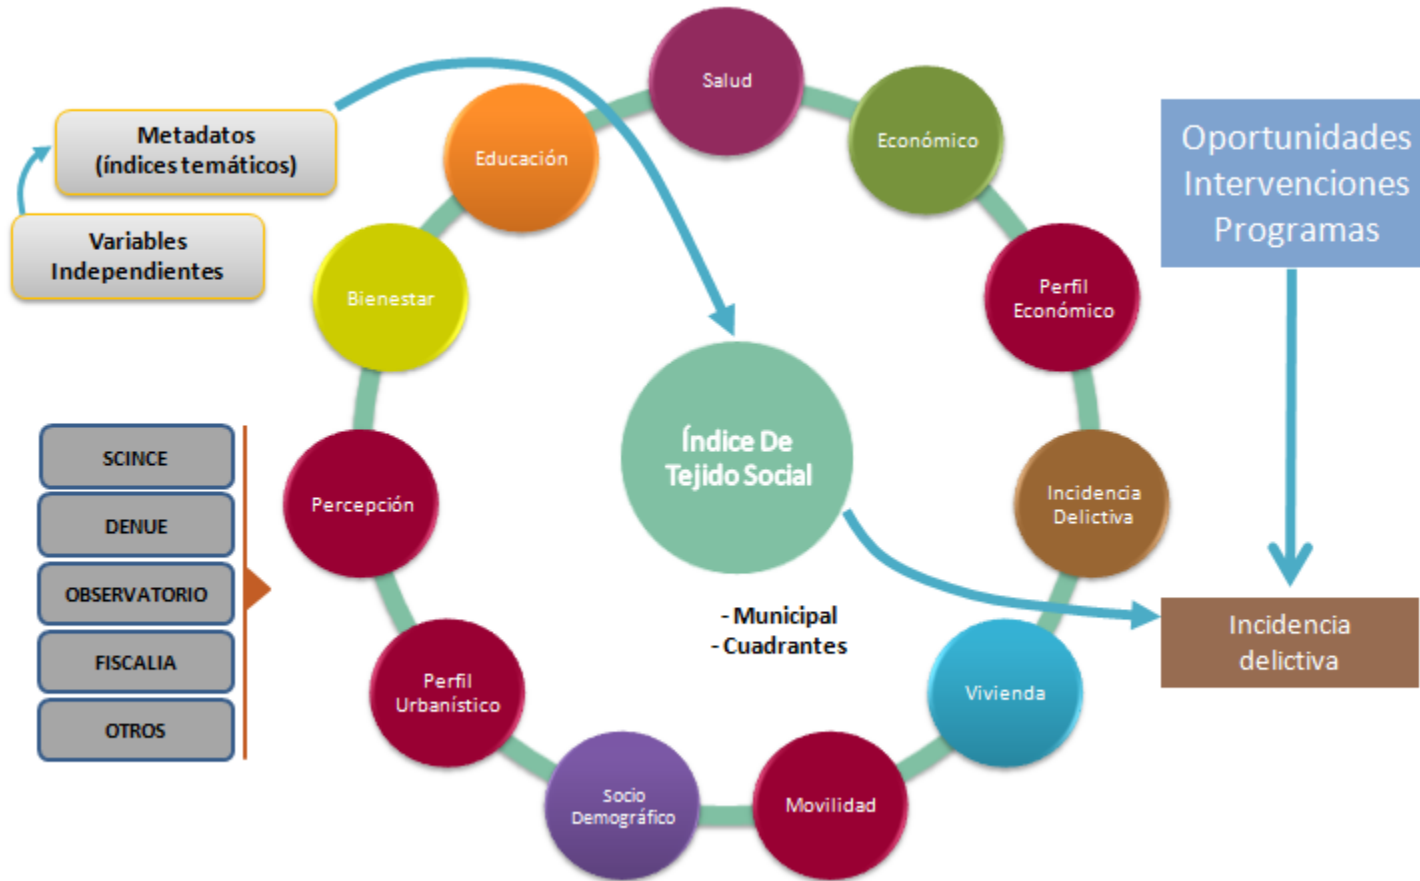 Metadatos
(índices temáticos)
Variables
Independientes
SCINCE
DENUE
OBSERVATORIO
FISCALIA
OTROS
Salud
Económico
Perfil
Económico
Incidencia
Delictiva
Vivienda
Movilidad
Socio
Demográfico
Perfil
Urbanístico
Percepción
Bienestar
Educación
Índice De
Tejido Social
- Municipal
- Cuadrantes
Oportunidades
Intervenciones
Programas
Incidencia
delictiva